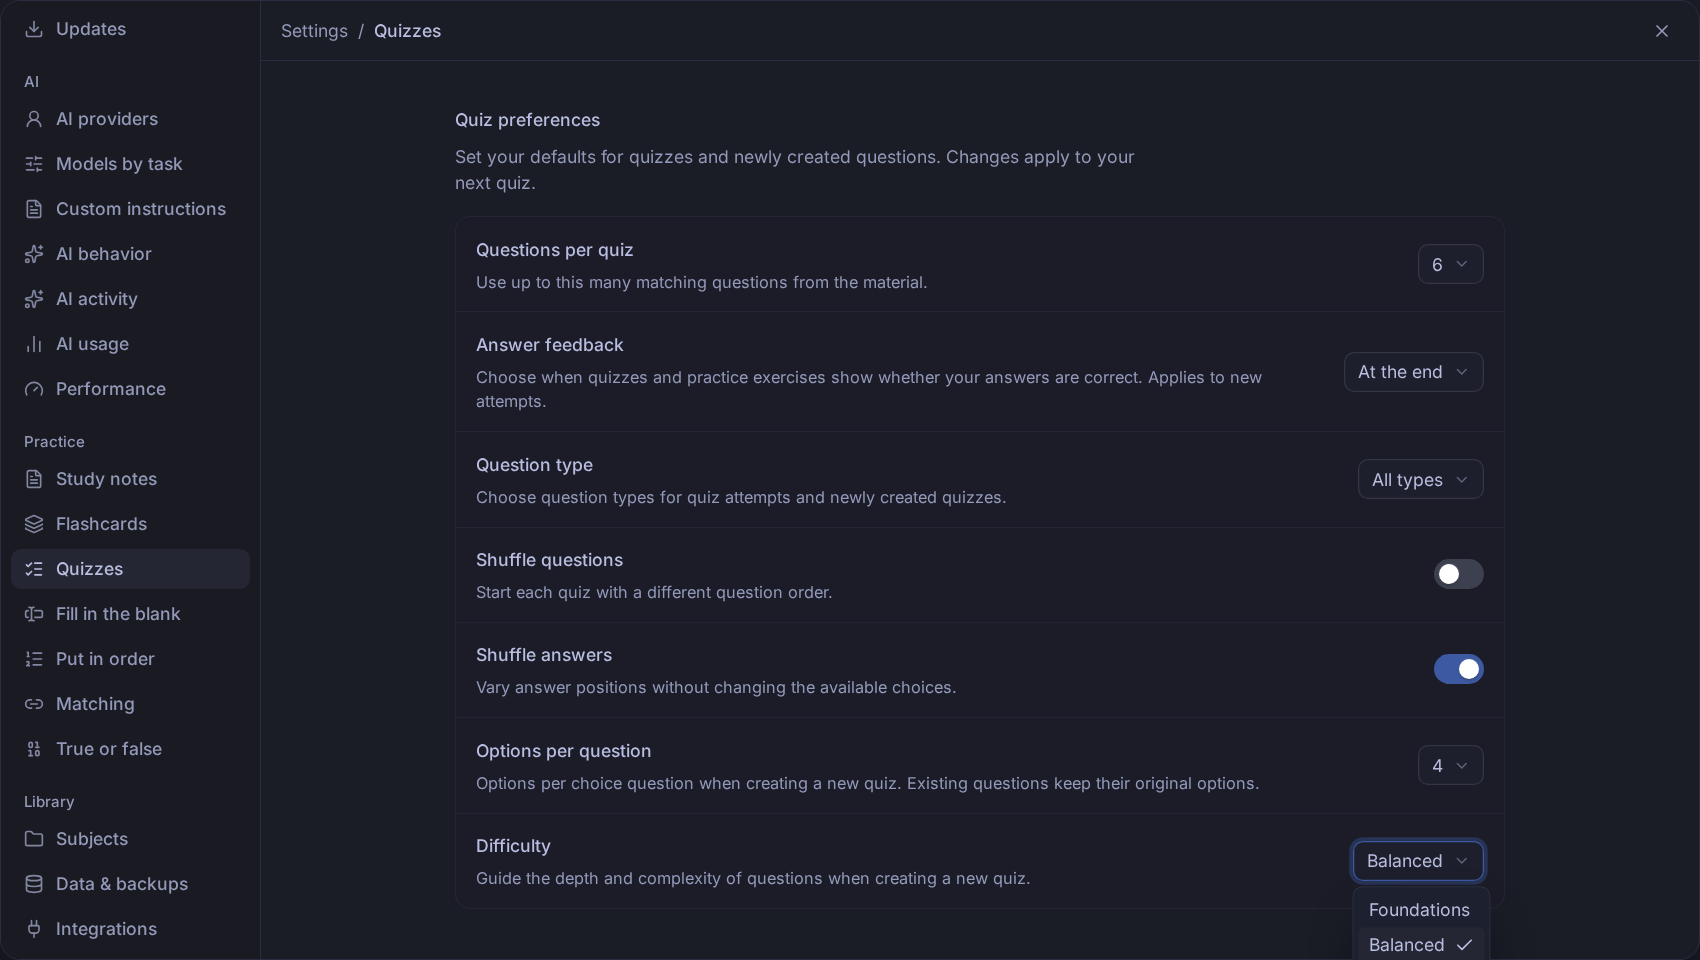 Updates
AI
AI providers
Models by task
Custom instructions
AI behavior
AI activity
AI usage
Performance
Practice
Study notes
Flashcards
Quizzes
Fill in the blank
Put in order
Matching
True or false
Library
Subjects
Data & backups
Integrations
Settings / Quizzes
Quiz preferences
Set your defaults for quizzes and newly created questions. Changes apply to your
next quiz.
Questions per quiz
Use up to this many matching questions from the material.
6
Answer feedback
Choose when quizzes and practice exercises show whether your answers are correct. Applies to new
attempts.
At the end
Question type
Choose question types for quiz attempts and newly created quizzes.
All types
Shuffle questions
Start each quiz with a different question order.
Shuffle answers
Vary answer positions without changing the available choices.
Options per question
Options per choice question when creating a new quiz. Existing questions keep their original options.
4
Difficulty
Guide the depth and complexity of questions when creating a new quiz.
Balanced
Foundations
Balanced